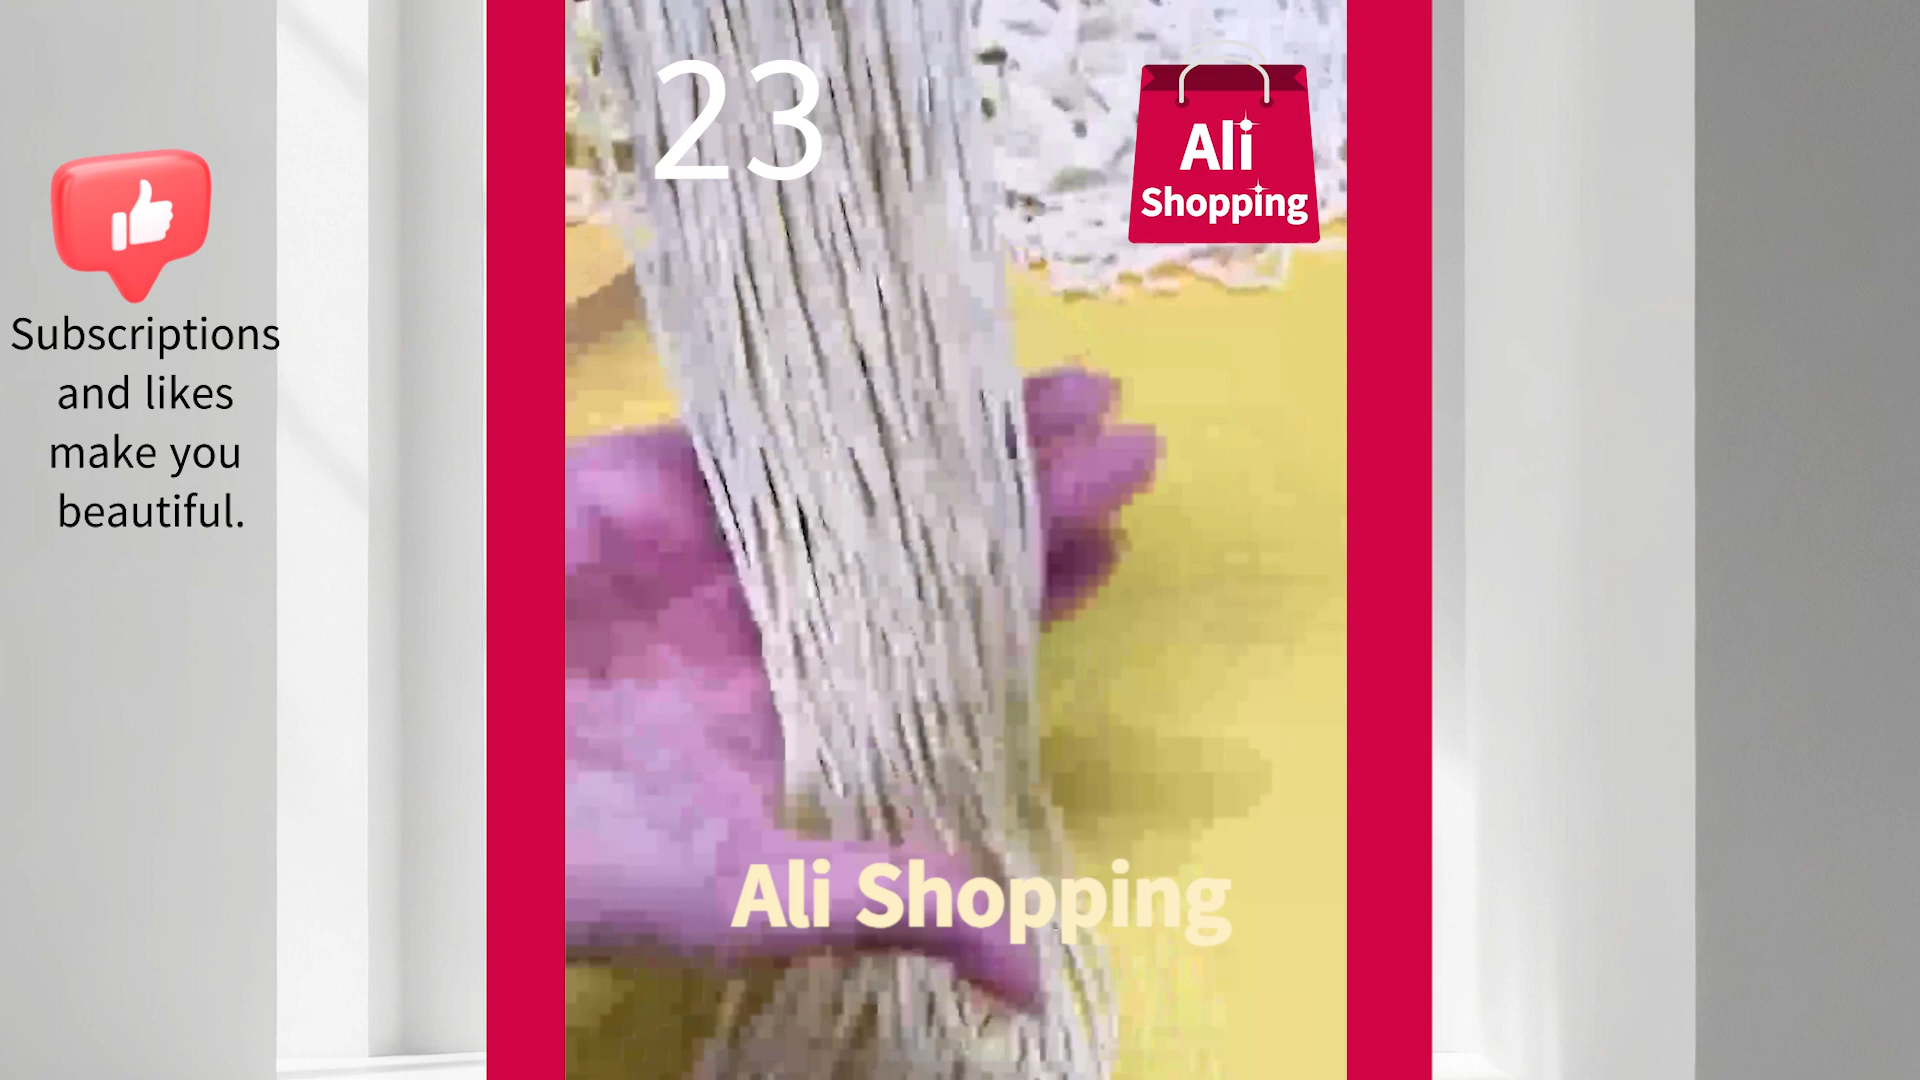 23
Ali
Shopping
Subscriptions
and likes
make you
beautiful.
Ali Shopping